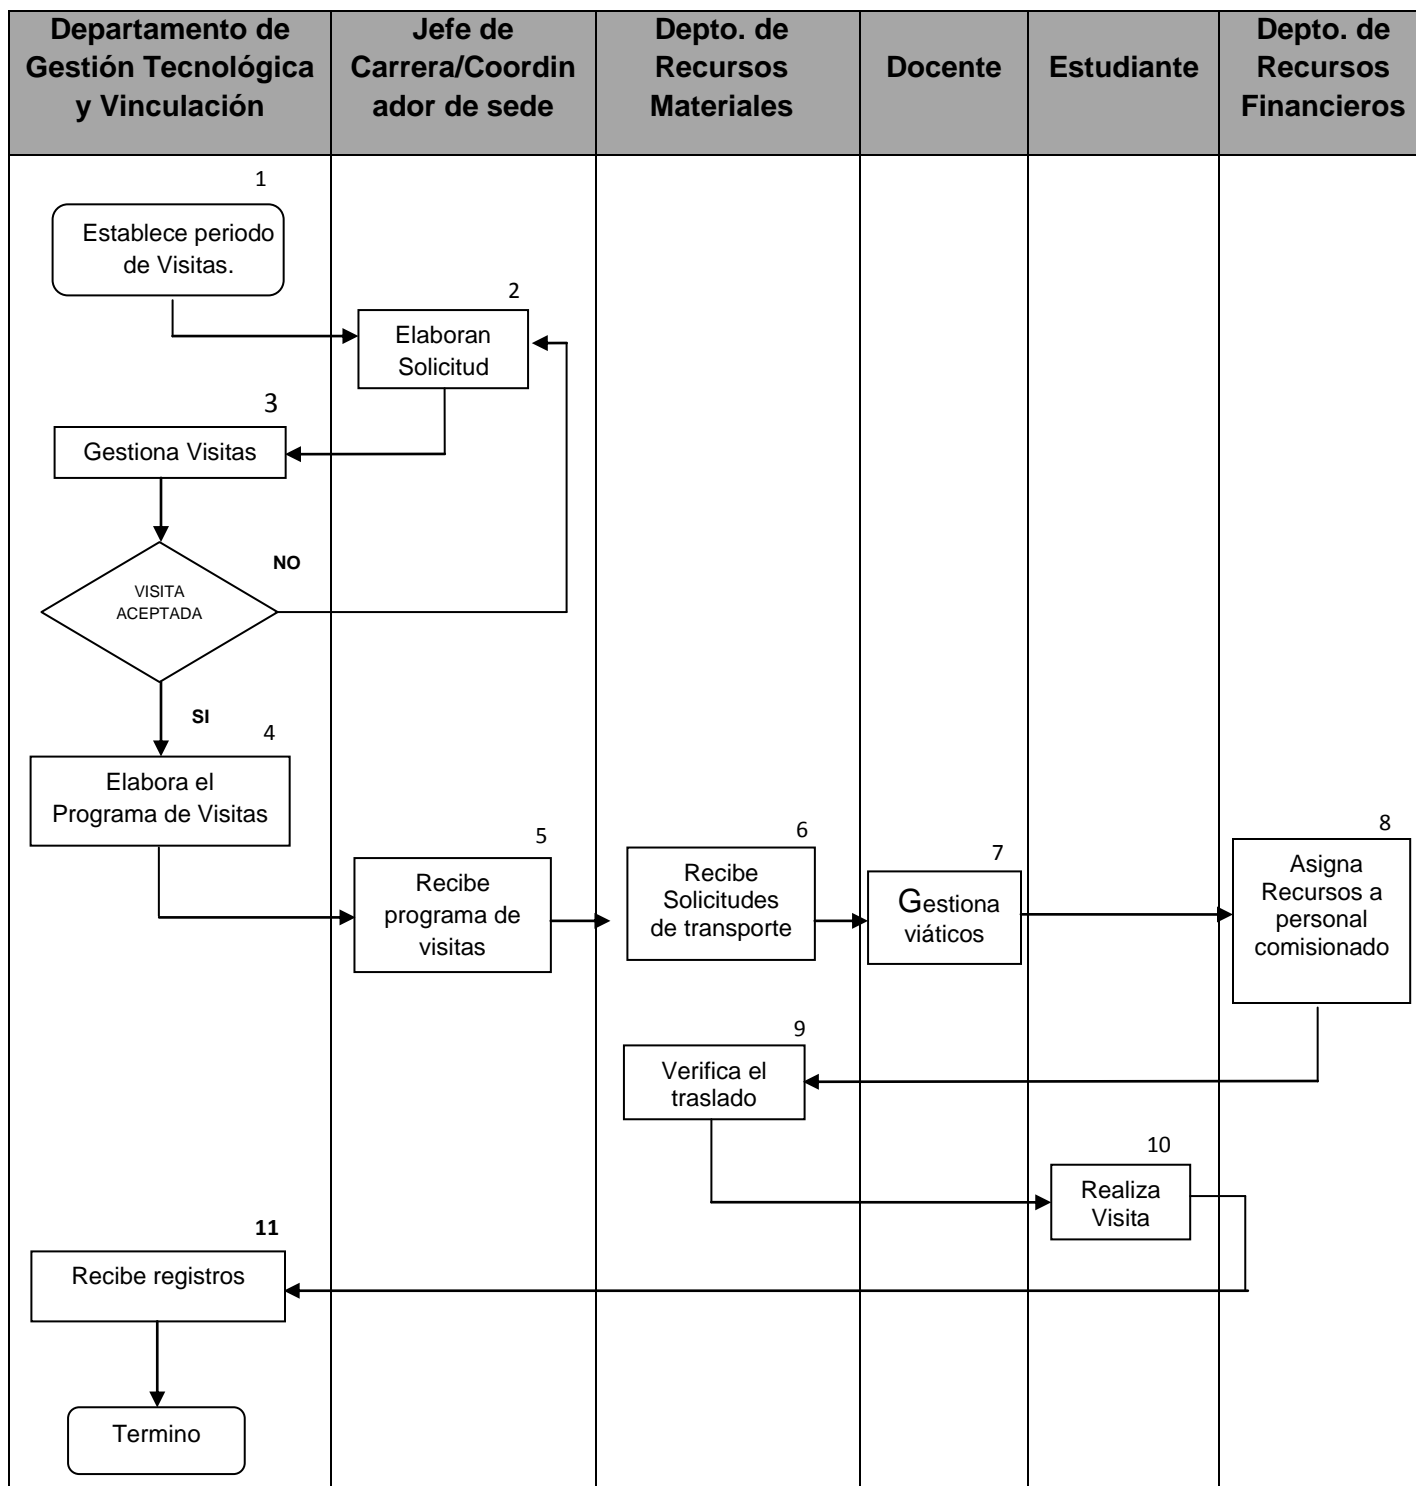 Departamento de
Gestión Tecnológica
y Vinculación
Jefe de
Carrera/Coordin
ador de sede
Depto. de
Recursos
Materiales
Docente
Estudiante
Depto. de
Recursos
Financieros
1
Establece periodo
de Visitas.
2
Elaboran
Solicitud
3
Gestiona Visitas
VISITA
ACEPTADA
NO
SI
4
Elabora el
Programa de Visitas
5
Recibe
programa de
visitas
6
Recibe
Solicitudes
de transporte
7
Gestiona
viáticos
8
Asigna
Recursos a
personal
comisionado
9
Verifica el
traslado
10
Realiza
Visita
11
Recibe registros
Termino